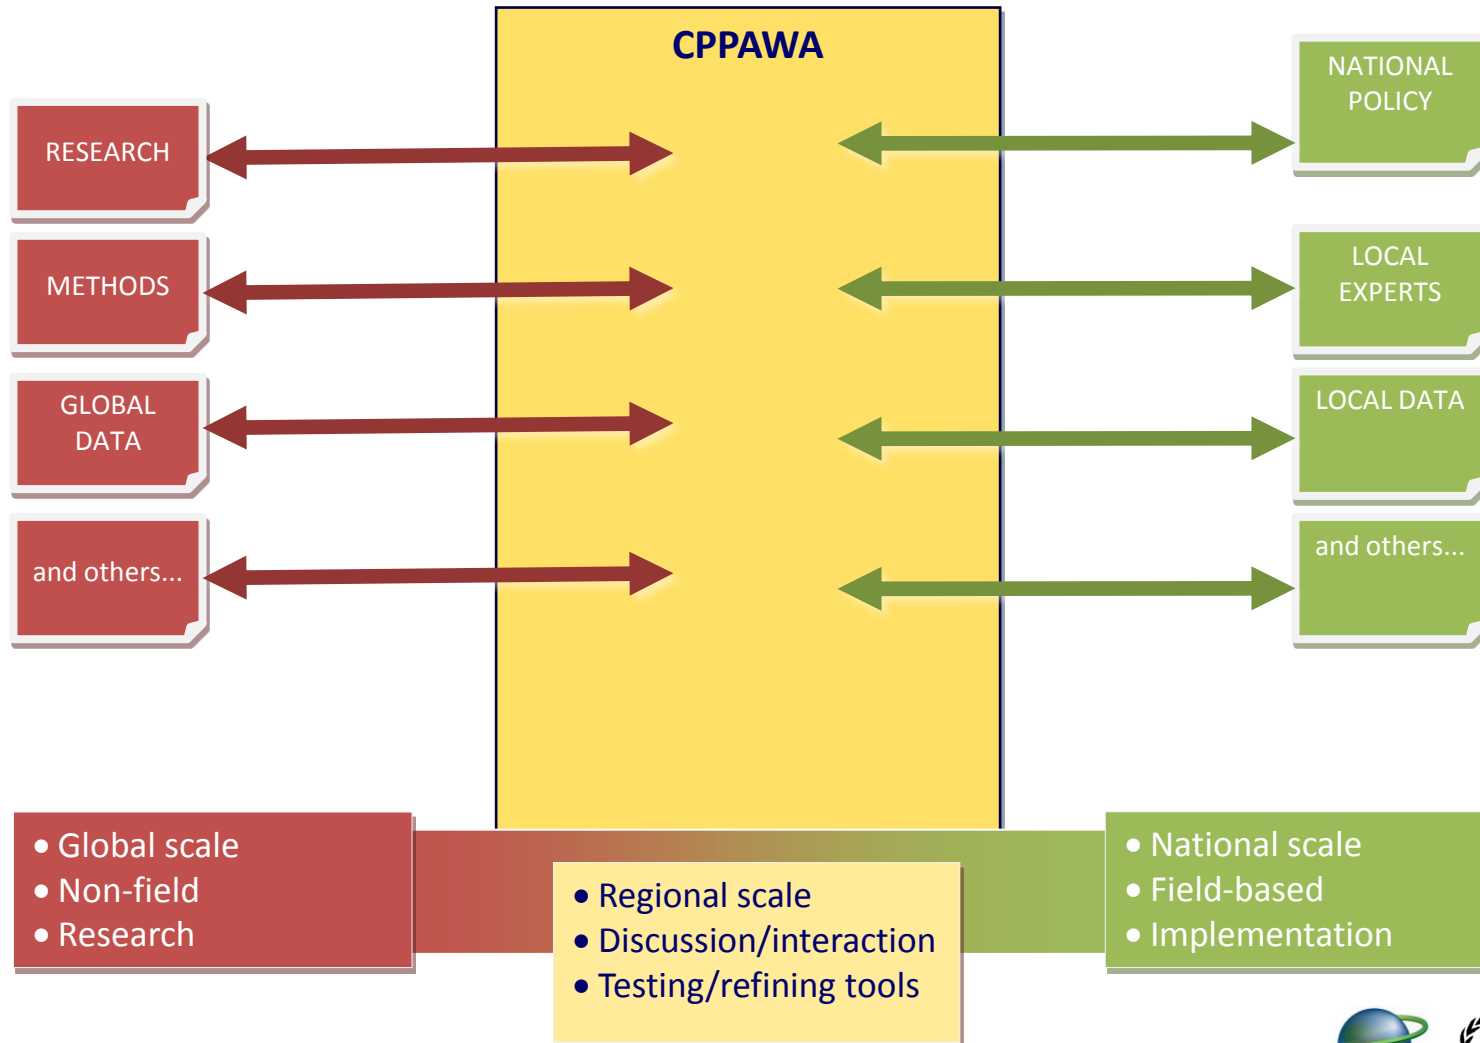 CPPAWA
RESEARCH
METHODS
GLOBAL
DATA
and others...
NATIONAL
POLICY
LOCAL
EXPERTS
LOCAL DATA
and others...
• Global scale
• Non-field
• Research
• Regional scale
• Discussion/interaction
• Testing/refining tools
• National scale
• Field-based
• Implementation